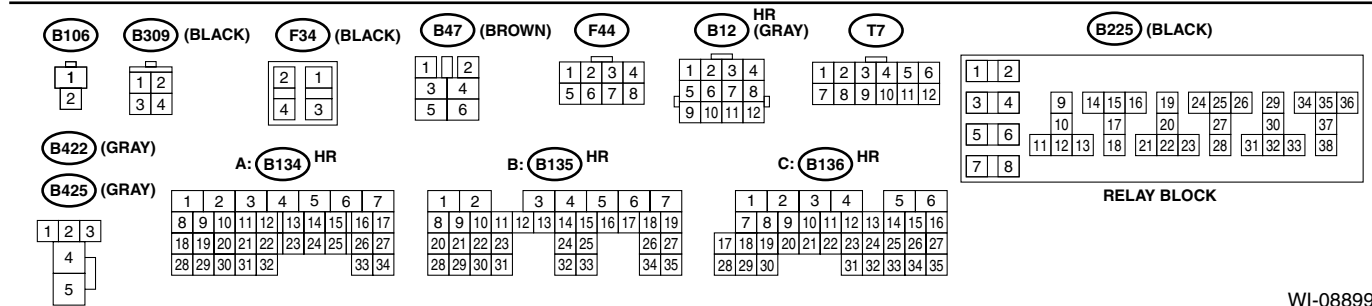 B106
1
2
B309 (BLACK)
1 2
3 4
F34 (BLACK)
2 1
4 3
B47 (BROWN)
1 2
3 4
5 6
F44
1 2 3 4
5 6 7 8
B12 HR (GRAY)
1 2 3 4
5 6 7 8
9 10 11 12
T7
1 2 3 4 5 6
7 8 9 10 11 12
B225 (BLACK)
1 2
3 4 9 14 15 16 19 24 25 26 29 34 35 36
10 17 20 27 30 37
5 6 11 12 13 18 21 22 23 28 31 32 33 38
7 8
RELAY BLOCK
B422 (GRAY)
B425 (GRAY)
1 2 3
4
5
A: B134 HR
1 2 3 4 5 6 7
8 9 10 11 12 13 14 15 16 17
18 19 20 21 22 23 24 25 26 27
28 29 30 31 32 33 34
B: B135 HR
1 2 3 4 5 6 7
8 9 10 11 12 13 14 15 16 17 18 19
20 21 22 23 24 25 26 27
28 29 30 31 32 33 34 35
C: B136 HR
1 2 3 4 5 6
7 8 9 10 11 12 13 14 15 16
17 18 19 20 21 22 23 24 25 26 27
28 29 30 31 32 33 34 35
WI-08899